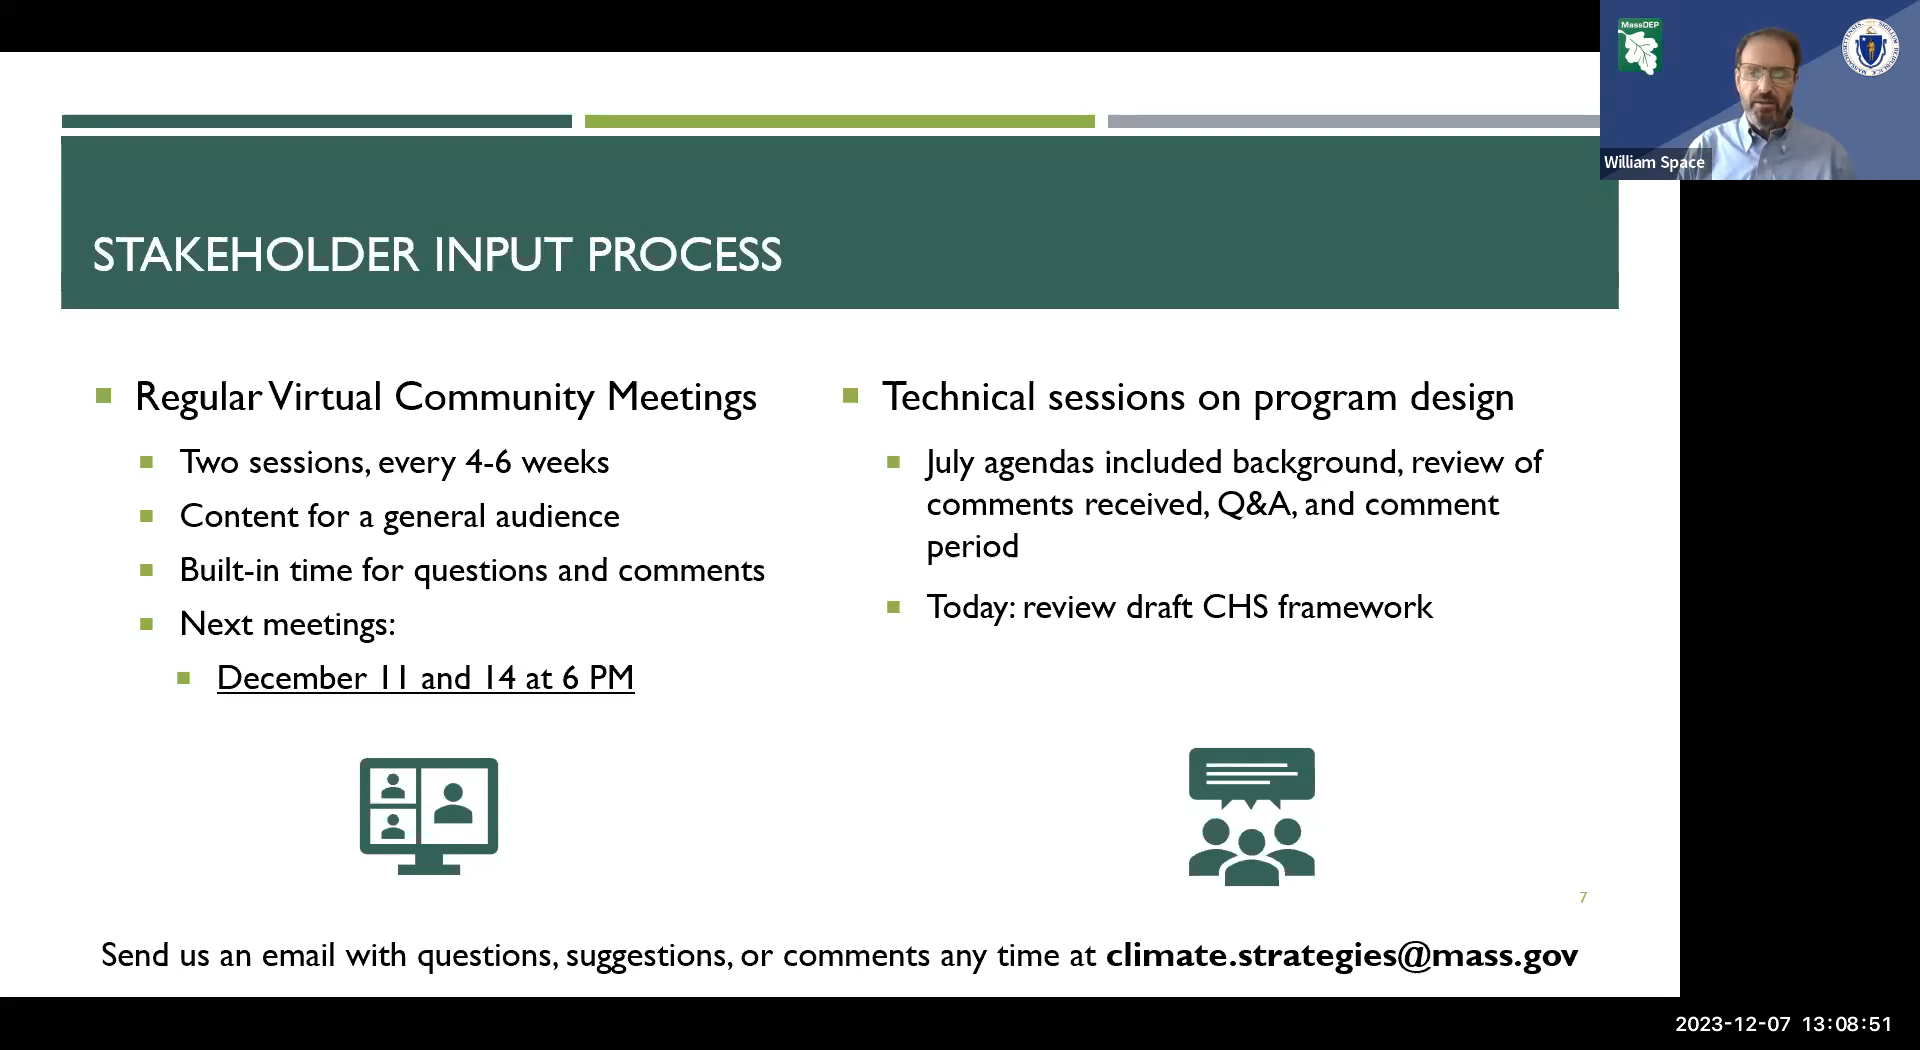 MassDEP
William Space
STAKEHOLDER INPUT PROCESS
Regular Virtual Community Meetings
Two sessions, every 4-6 weeks
Content for a general audience
Built-in time for questions and comments
Next meetings:
December 11 and 14 at 6 PM
Technical sessions on program design
July agendas included background, review of
comments received, Q&A, and comment
period
Today: review draft CHS framework
7
Send us an email with questions, suggestions, or comments any time at climate.strategies@mass.gov
2023-12-07 13:08:51